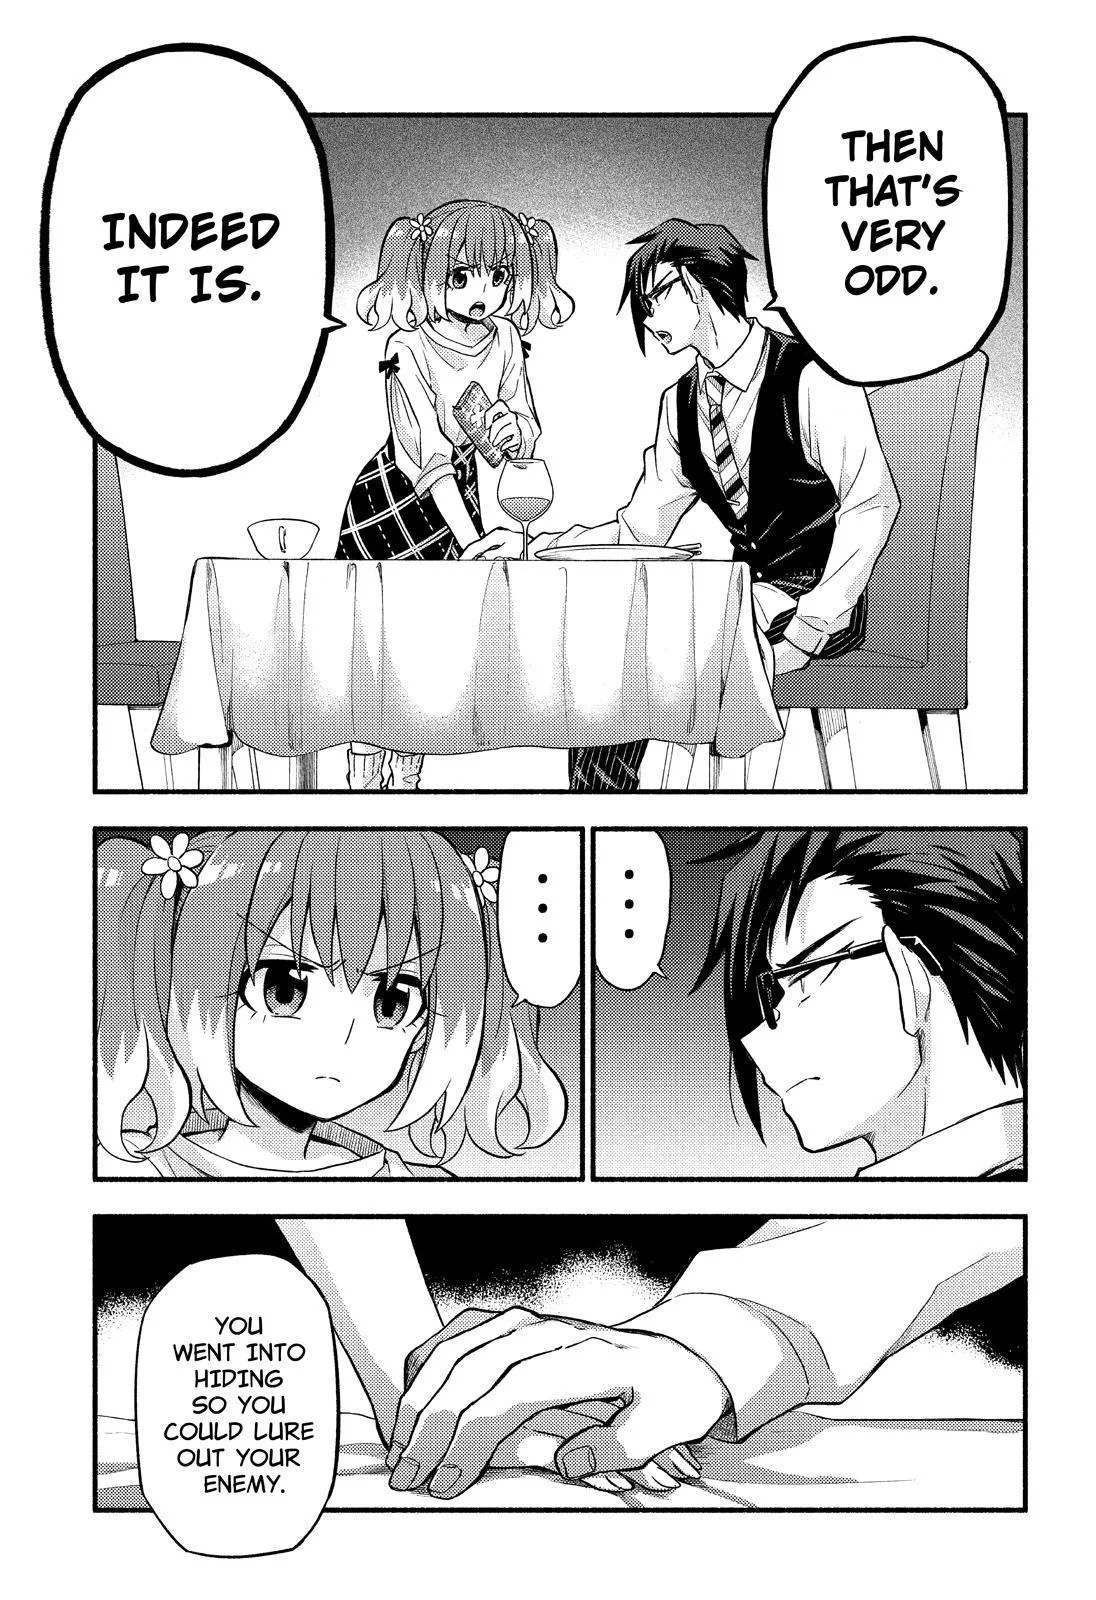 THEN
THAT'S
VERY
ODD.
INDEED
IT IS.
...
...
YOU
WENT INTO
HIDING
SO YOU
COULD LURE
OUT YOUR
ENEMY.